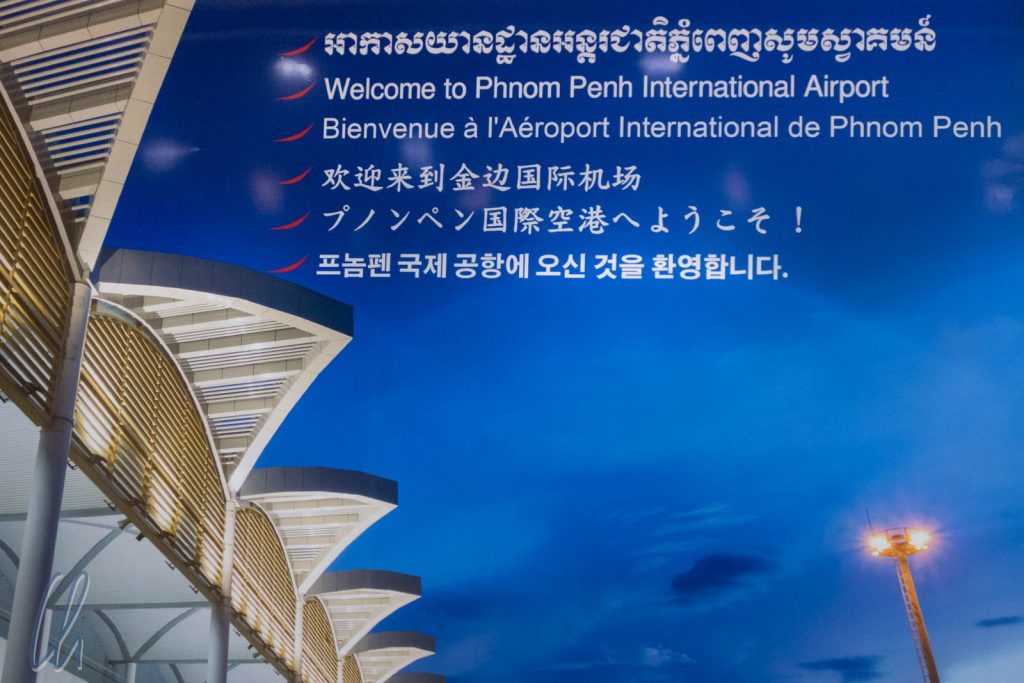 អាកាសយានដ្ឋានអន្តរជាតិភ្នំពេញសូមស្វាគមន៍
Welcome to Phnom Penh International Airport
Bienvenue à l'Aéroport International de Phnom Penh
欢迎来到金边国际机场
プノンペン国際空港へようこそ！
프놈펜 국제 공항에 오신 것을 환영합니다.